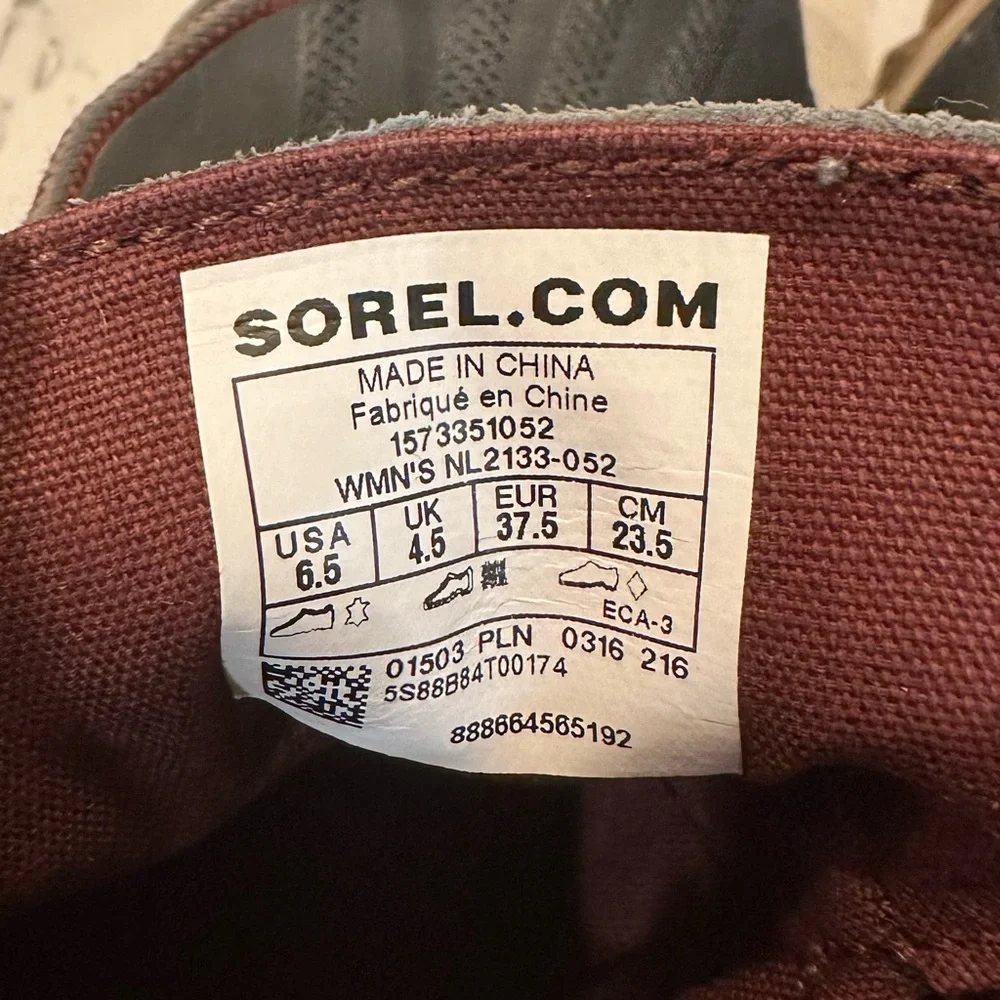 SOREL.COM
MADE IN CHINA
Fabriqué en Chine
1573351052
WMN'S NL2133-052
USA UK EUR CM
6.5 4.5 37.5 23.5
ECA-3
01503 PLN 0316 216
5S88B84T00174
888664565192